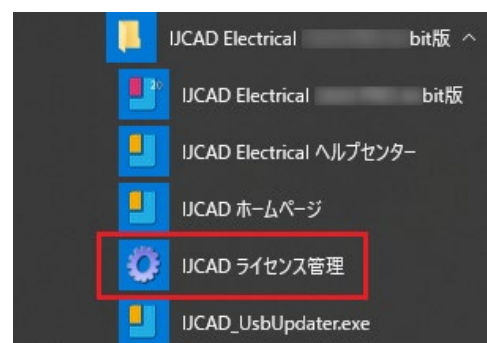 IJCAD Electrical bit版
20
IJCAD Electrical bit版
IJCAD Electrical ヘルプセンター
IJCAD ホームページ
IJCAD ライセンス管理
IJCAD_UsbUpdater.exe